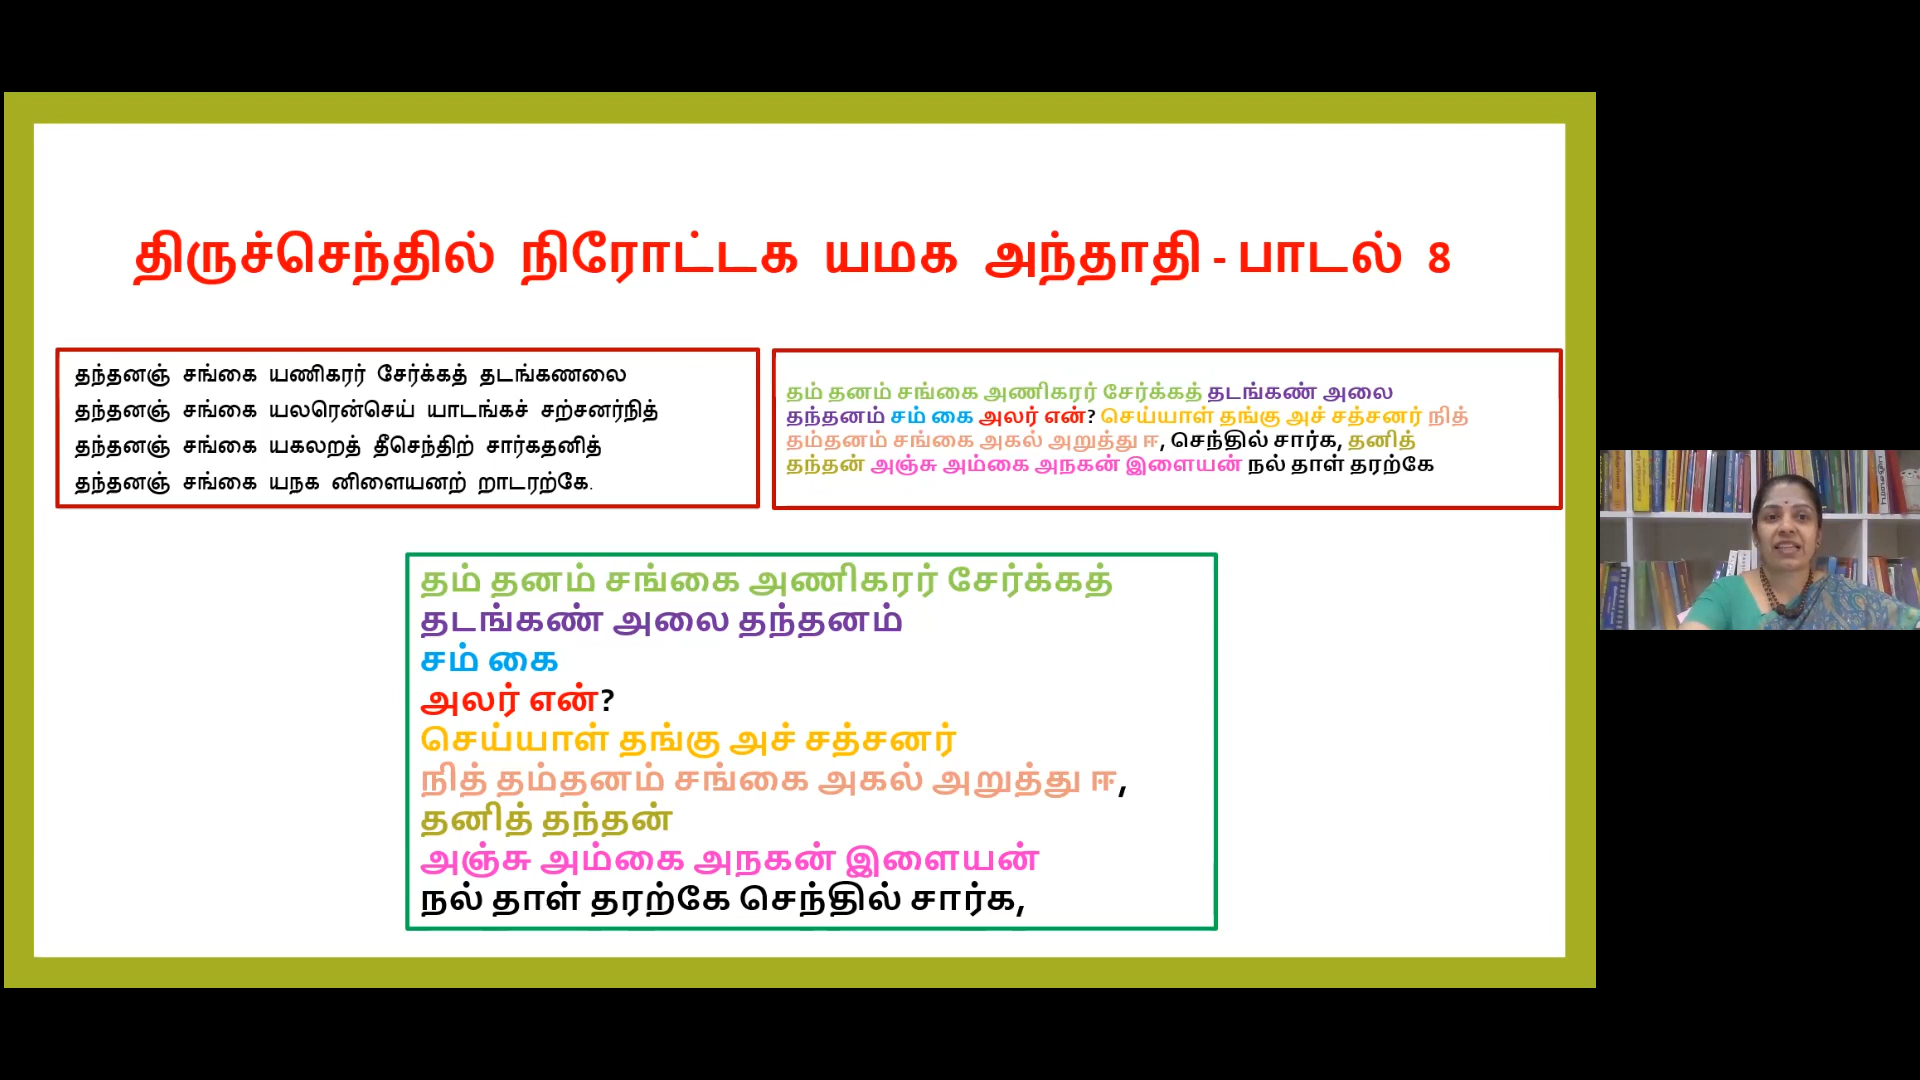 திருச்செந்தில் நிரோட்டக யமக அந்தாதி - பாடல் 8
தந்தனஞ் சங்கை யணிகரர் சேர்க்கத் தடங்கணலை
தந்தனஞ் சங்கை யலரென்செய் யாடங்கச் சற்சனர்நித்
தந்தனஞ் சங்கை யகலறத் தீசெந்திற் சார்கதனித்
தந்தனஞ் சங்கை யநக னிளையனற் றாடரற்கே.
தம் தனம் சங்கை அணிகரர் சேர்க்கத் தடங்கண் அலை
தந்தனம் சம் கை அலர் என்? செய்யாள் தங்கு அச் சத்சனர் நித்
தம்தனம் சங்கை அகல் அறுத்து ஈ, செந்தில் சார்க, தனித்
தந்தன் அஞ்சு அம்கை அநகன் இளையன் நல் தாள் தரற்கே
தம் தனம் சங்கை அணிகரர் சேர்க்கத்
தடங்கண் அலை தந்தனம்
சம் கை
அலர் என்?
செய்யாள் தங்கு அச் சத்சனர்
நித் தம்தனம் சங்கை அகல் அறுத்து ஈ,
தனித் தந்தன்
அஞ்சு அம்கை அநகன் இளையன்
நல் தாள் தரற்கே செந்தில் சார்க,